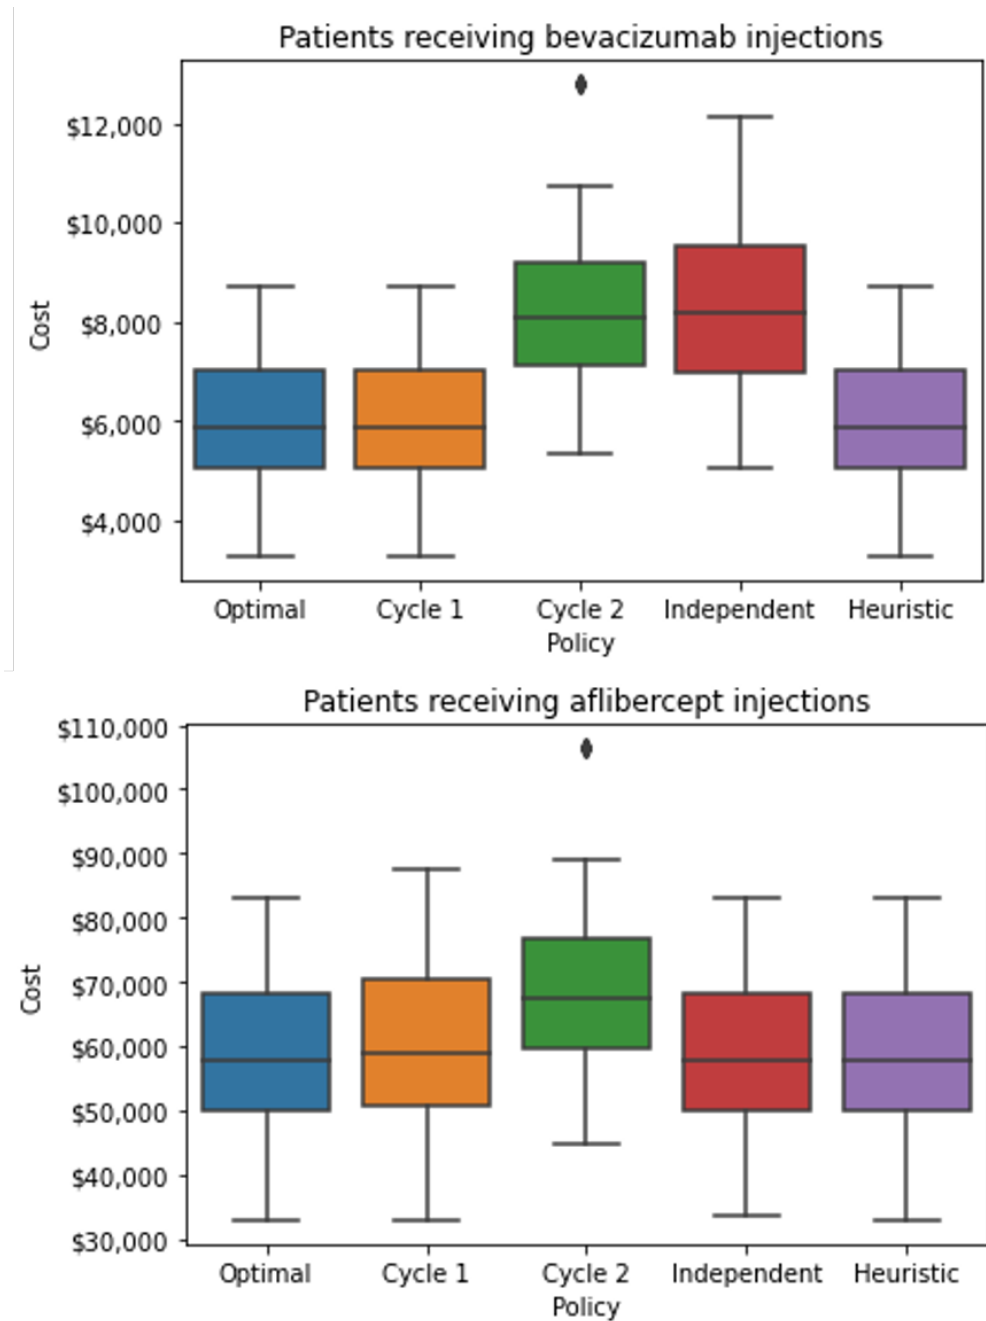 Patients receiving bevacizumab injections
$12,000
$10,000
$8,000
$6,000
$4,000
Cost
Optimal Cycle 1 Cycle 2 Independent Heuristic
Policy
Patients receiving aflibercept injections
$110,000
$100,000
$90,000
$80,000
$70,000
$60,000
$50,000
$40,000
$30,000
Cost
Optimal Cycle 1 Cycle 2 Independent Heuristic
Policy